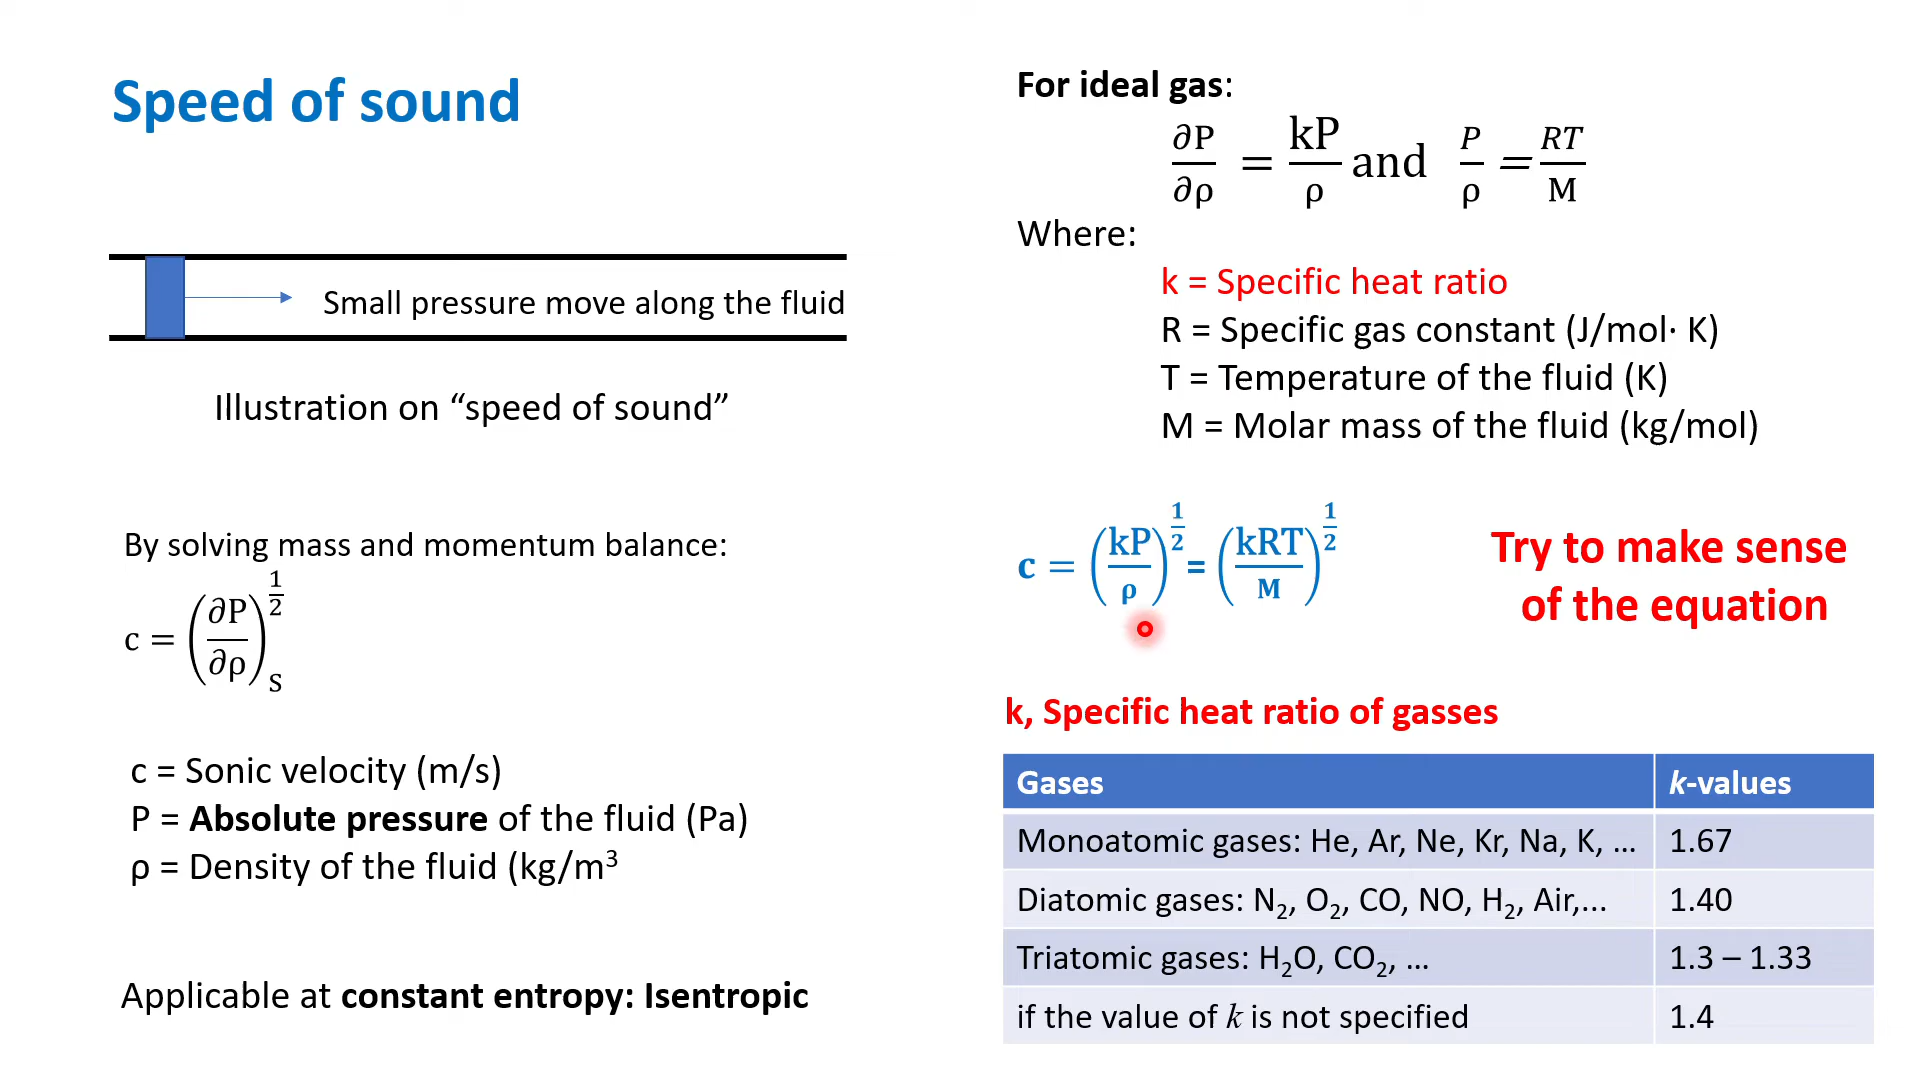 Speed of sound
Small pressure move along the fluid
Illustration on “speed of sound”
By solving mass and momentum balance:
c = (∂P/∂ρ)_S^(1/2)
c = Sonic velocity (m/s)
P = Absolute pressure of the fluid (Pa)
ρ = Density of the fluid (kg/m³
Applicable at constant entropy: Isentropic
For ideal gas:
∂P/∂ρ = kP/ρ and P/ρ = RT/M
Where:
k = Specific heat ratio
R = Specific gas constant (J/mol· K)
T = Temperature of the fluid (K)
M = Molar mass of the fluid (kg/mol)
c = (kP/ρ)^(1/2) = (kRT/M)^(1/2)
Try to make sense
of the equation
k, Specific heat ratio of gasses
Gases k-values
Monoatomic gases: He, Ar, Ne, Kr, Na, K, ... 1.67
Diatomic gases: N₂, O₂, CO, NO, H₂, Air,... 1.40
Triatomic gases: H₂O, CO₂, ... 1.3 – 1.33
if the value of k is not specified 1.4